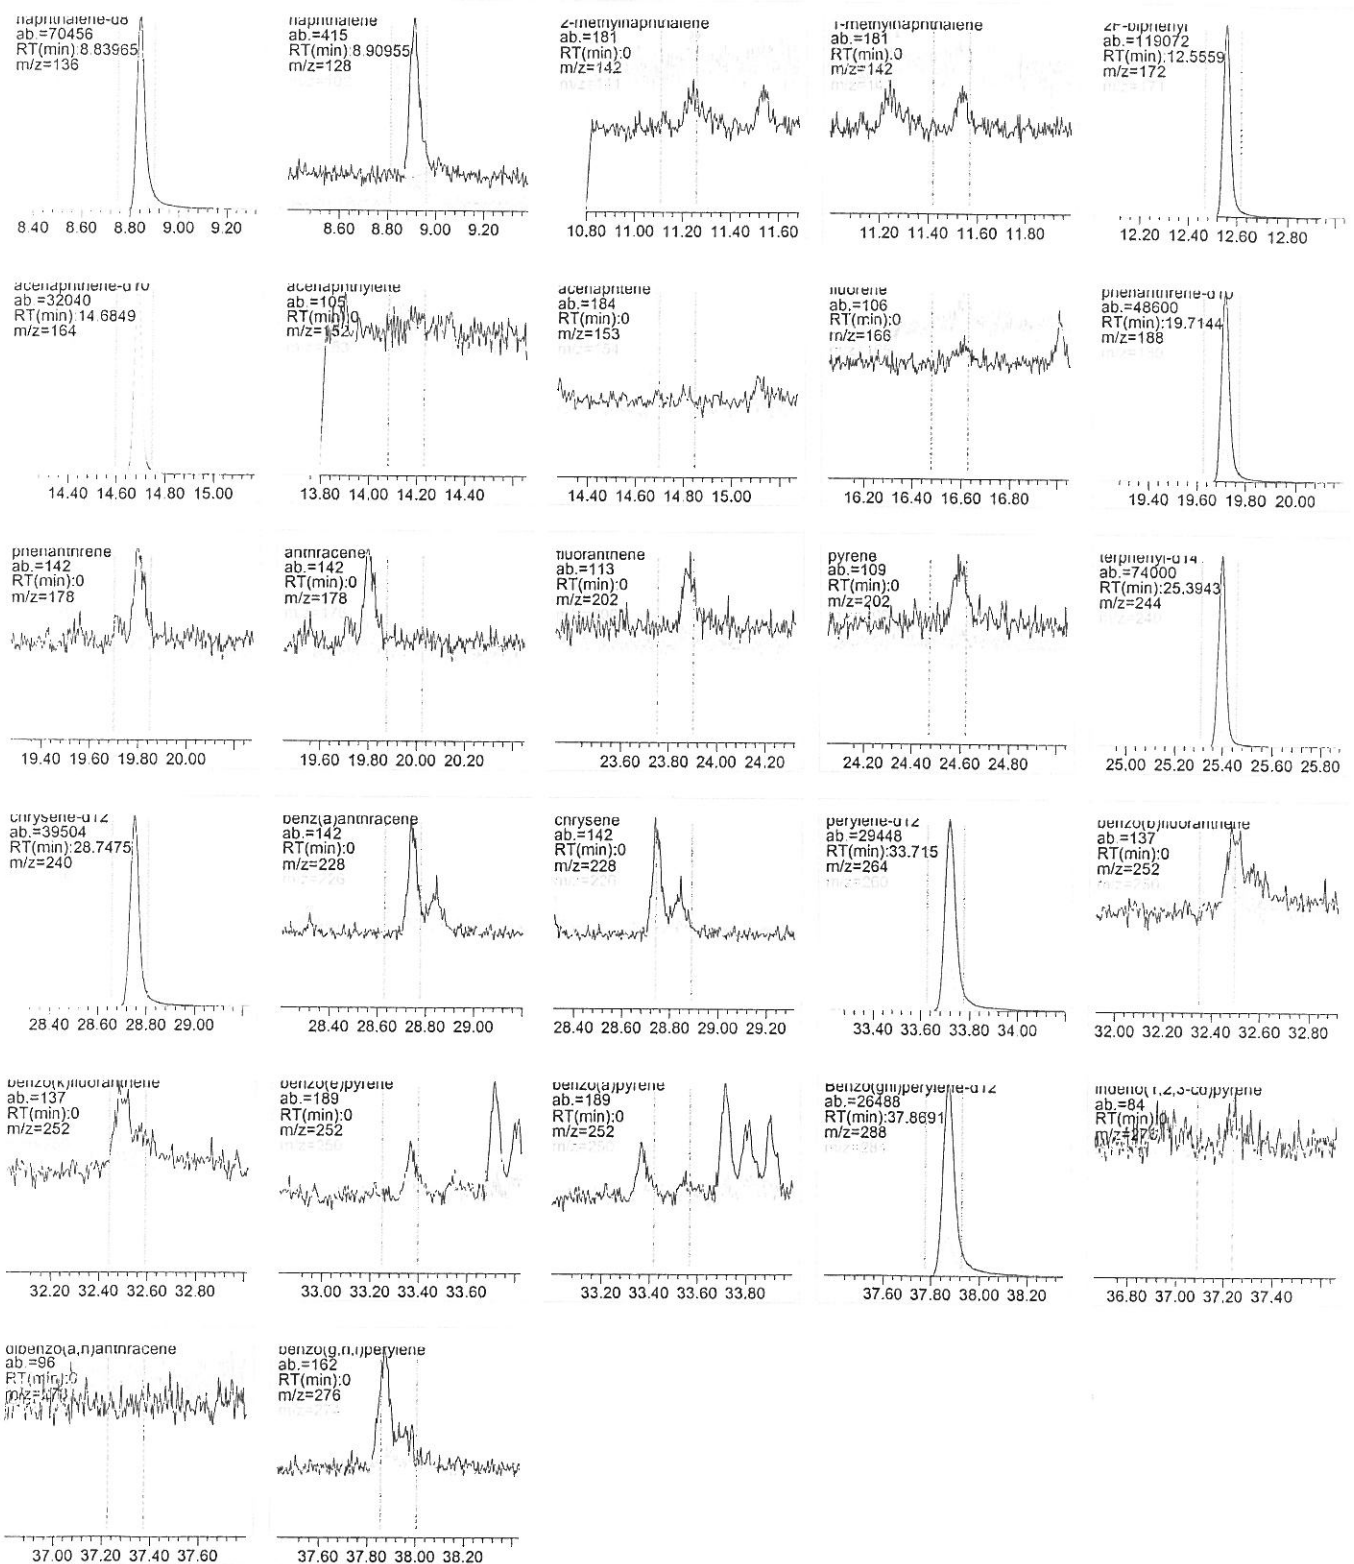 naphthalene-d8
ab.=70456
RT(min):8.83965
m/z=136
8.40 8.60 8.80 9.00 9.20
naphthalene
ab.=415
RT(min):8.90955
m/z=128
8.60 8.80 9.00 9.20
2-methylnaphthalene
ab.=181
RT(min):0
m/z=142
10.80 11.00 11.20 11.40 11.60
1-methylnaphthalene
ab.=181
RT(min):0
m/z=142
11.20 11.40 11.60 11.80
2F-biphenyl
ab.=119072
RT(min):12.5559
m/z=172
12.20 12.40 12.60 12.80
acenaphthene-d10
ab.=32040
RT(min):14.6849
m/z=164
14.40 14.60 14.80 15.00
acenaphthylene
ab.=105
RT(min):0
m/z=152
13.80 14.00 14.20 14.40
acenaphtene
ab.=184
RT(min):0
m/z=153
14.40 14.60 14.80 15.00
fluorene
ab.=106
RT(min):0
m/z=166
16.20 16.40 16.60 16.80
phenanthrene-d10
ab.=48600
RT(min):19.7144
m/z=188
19.40 19.60 19.80 20.00
phenanthrene
ab.=142
RT(min):0
m/z=178
19.40 19.60 19.80 20.00
anthracene
ab.=142
RT(min):0
m/z=178
19.60 19.80 20.00 20.20
fluoranthene
ab.=113
RT(min):0
m/z=202
23.60 23.80 24.00 24.20
pyrene
ab.=109
RT(min):0
m/z=202
24.20 24.40 24.60 24.80
terphenyl-d14
ab.=74000
RT(min):25.3943
m/z=244
25.00 25.20 25.40 25.60 25.80
chrysene-d12
ab.=39504
RT(min):28.7475
m/z=240
28.40 28.60 28.80 29.00
benz(a)anthracene
ab.=142
RT(min):0
m/z=228
28.40 28.60 28.80 29.00
chrysene
ab.=142
RT(min):0
m/z=228
28.40 28.60 28.80 29.00 29.20
perylene-d12
ab.=29448
RT(min):33.715
m/z=264
33.40 33.60 33.80 34.00
benzo(b)fluoranthene
ab.=137
RT(min):0
m/z=252
32.00 32.20 32.40 32.60 32.80
benzo(k)fluoranthene
ab.=137
RT(min):0
m/z=252
32.20 32.40 32.60 32.80
benzo(e)pyrene
ab.=189
RT(min):0
m/z=252
33.00 33.20 33.40 33.60
benzo(a)pyrene
ab.=189
RT(min):0
m/z=252
33.20 33.40 33.60 33.80
Benzo(ghi)perylene-d12
ab.=26488
RT(min):37.8691
m/z=288
37.60 37.80 38.00 38.20
indeno(1,2,3-cd)pyrene
ab.=84
RT(min):0
m/z=276
36.80 37.00 37.20 37.40
dibenzo(a,h)anthracene
ab.=96
RT(min):0
37.00 37.20 37.40 37.60
benzo(g,h,i)perylene
ab.=162
RT(min):0
m/z=276
37.60 37.80 38.00 38.20